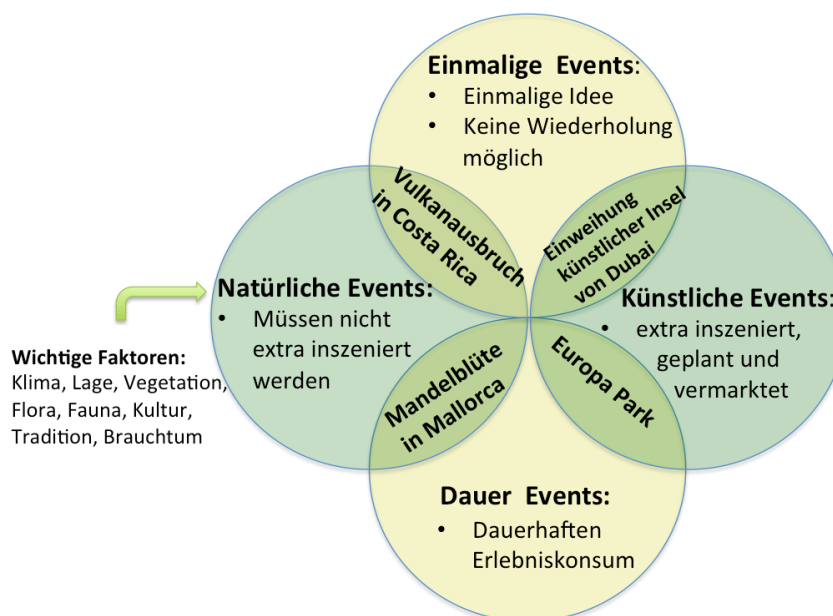 Einmalige Events:
• Einmalige Idee
• Keine Wiederholung
möglich
Vulkanausbruch
in Costa Rica
Einweihung
künstlicher Insel
von Dubai
Natürliche Events:
• Müssen nicht
extra inszeniert
werden
Künstliche Events:
• extra inszeniert,
geplant und
vermarktet
Wichtige Faktoren:
Klima, Lage, Vegetation,
Flora, Fauna, Kultur,
Tradition, Brauchtum
Mandelblüte
in Mallorca
Europa Park
Dauer Events:
• Dauerhaften
Erlebniskonsum